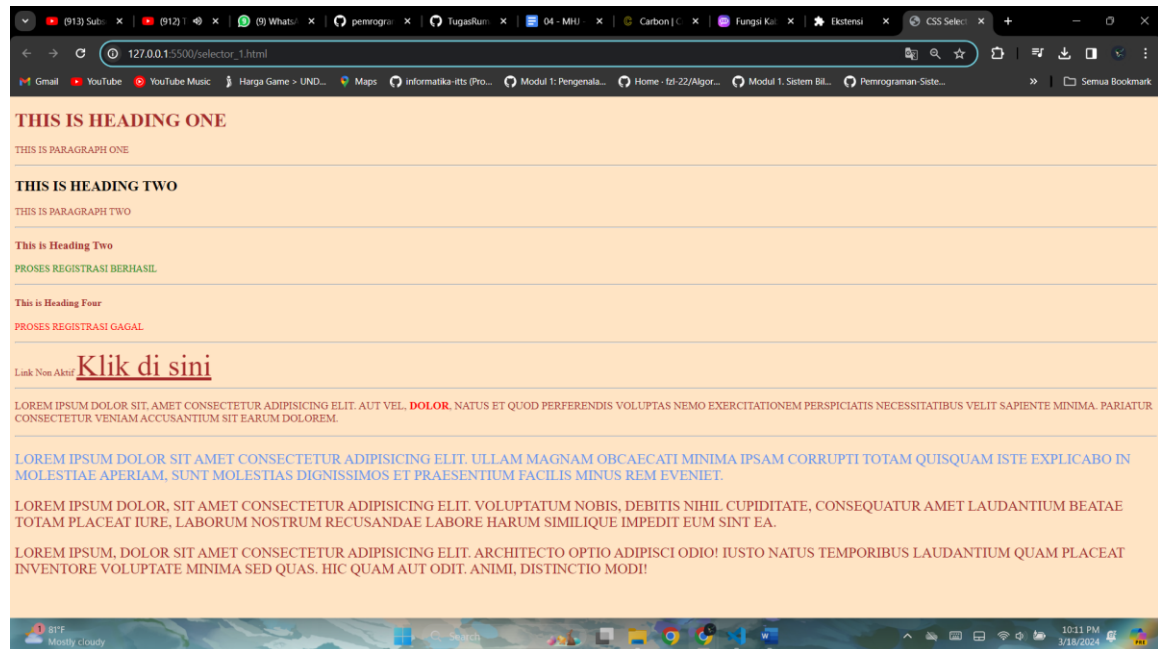 (913) Subs
(912) T
(9) WhatsA
pemrogran
TugasRum
04 - MHJ -
Carbon | C
Fungsi Kat
Ekstensi
CSS Select
127.0.0.1:5500/selector_1.html
Gmail
YouTube
YouTube Music
Harga Game > UND...
Maps
informatika-itts (Pro...
Modul 1: Pengenala...
Home · fzl-22/Algor...
Modul 1. Sistem Bil...
Pemrograman-Siste...
»
Semua Bookmark
THIS IS HEADING ONE
THIS IS PARAGRAPH ONE
THIS IS HEADING TWO
THIS IS PARAGRAPH TWO
This is Heading Two
PROSES REGISTRASI BERHASIL
This is Heading Four
PROSES REGISTRASI GAGAL
Link Non Aktif Klik di sini
LOREM IPSUM DOLOR SIT, AMET CONSECTETUR ADIPISICING ELIT. AUT VEL, DOLOR, NATUS ET QUOD PERFERENDIS VOLUPTAS NEMO EXERCITATIONEM PERSPICIATIS NECESSITATIBUS VELIT SAPIENTE MINIMA. PARIATUR
CONSECTETUR VENIAM ACCUSANTIUM SIT EARUM DOLOREM.
LOREM IPSUM DOLOR SIT AMET CONSECTETUR ADIPISICING ELIT. ULLAM MAGNAM OBCAECATI MINIMA IPSAM CORRUPTI TOTAM QUISQUAM ISTE EXPLICABO IN
MOLESTIAE APERIAM, SUNT MOLESTIAS DIGNISSIMOS ET PRAESENTIUM FACILIS MINUS REM EVENIET.
LOREM IPSUM DOLOR, SIT AMET CONSECTETUR ADIPISICING ELIT. VOLUPTATUM NOBIS, DEBITIS NIHIL CUPIDITATE, CONSEQUATUR AMET LAUDANTIUM BEATAE
TOTAM PLACEAT IURE, LABORUM NOSTRUM RECUSANDAE LABORE HARUM SIMILIQUE IMPEDIT EUM SINT EA.
LOREM IPSUM, DOLOR SIT AMET CONSECTETUR ADIPISICING ELIT. ARCHITECTO OPTIO ADIPISCI ODIO! IUSTO NATUS TEMPORIBUS LAUDANTIUM QUAM PLACEAT
INVENTORE VOLUPTATE MINIMA SED QUAS. HIC QUAM AUT ODIT. ANIMI, DISTINCTIO MODI!
81°F
Mostly cloudy
Search
10:11 PM
3/18/2024